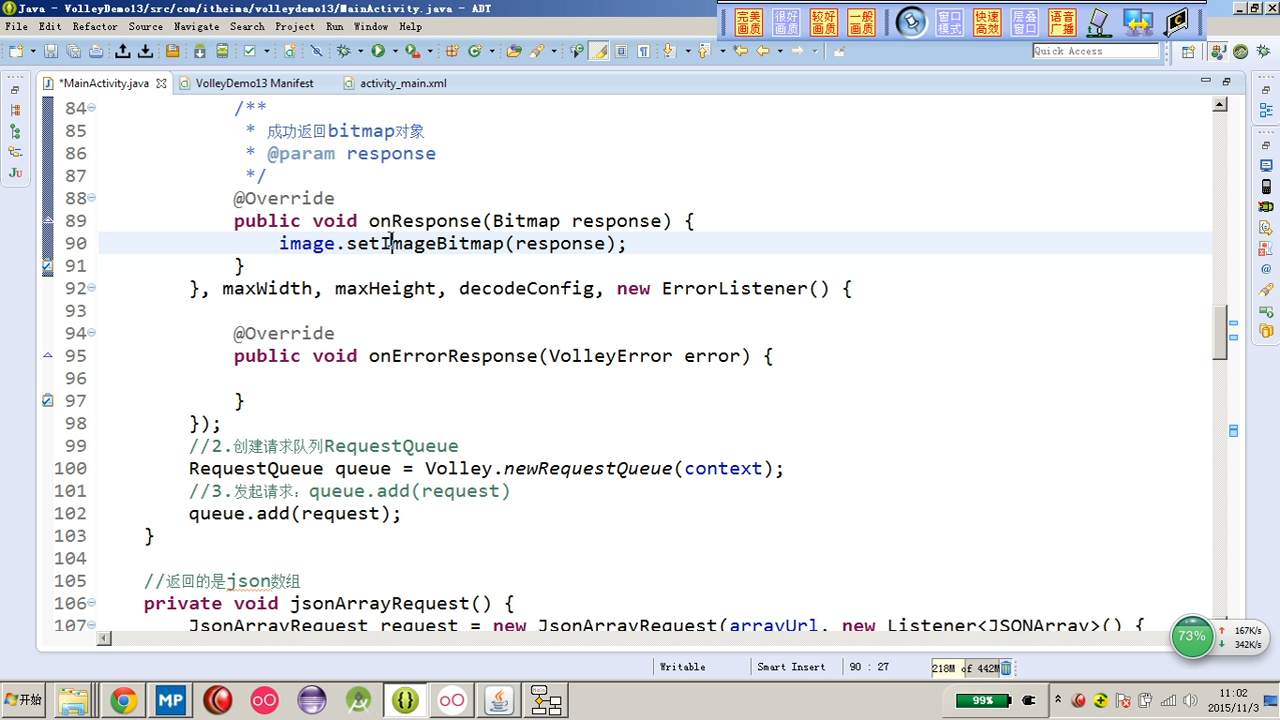 Java - VolleyDemo13/src/com/itheima/volleydemo13/MainActivity.java - ADT
完美画质 很好画质 较好画质 一般画质 窗口模式 快速高效 层叠窗口 语音广播
File Edit Refactor Source Navigate Search Project Run Window Help
Quick Access
*MainActivity.java VolleyDemo13 Manifest activity_main.xml
84 /**
85 * 成功返回bitmap对象
86 * @param response
87 */
88 @Override
89 public void onResponse(Bitmap response) {
90 image.setImageBitmap(response);
91 }
92 }, maxWidth, maxHeight, decodeConfig, new ErrorListener() {
93
94 @Override
95 public void onErrorResponse(VolleyError error) {
96
97 }
98 });
99 //2.创建请求队列RequestQueue
100 RequestQueue queue = Volley.newRequestQueue(context);
101 //3.发起请求：queue.add(request)
102 queue.add(request);
103 }
104
105 //返回的是json数组
106 private void jsonArrayRequest() {
107 JsonArrayRequest request = new JsonArrayRequest(arrayUrl, new Listener<JSONArray>() {
73% 167K/s
342K/s
Writable Smart Insert 90 : 27 218M of 442M
开始 MP 99% 11:02
2015/11/3